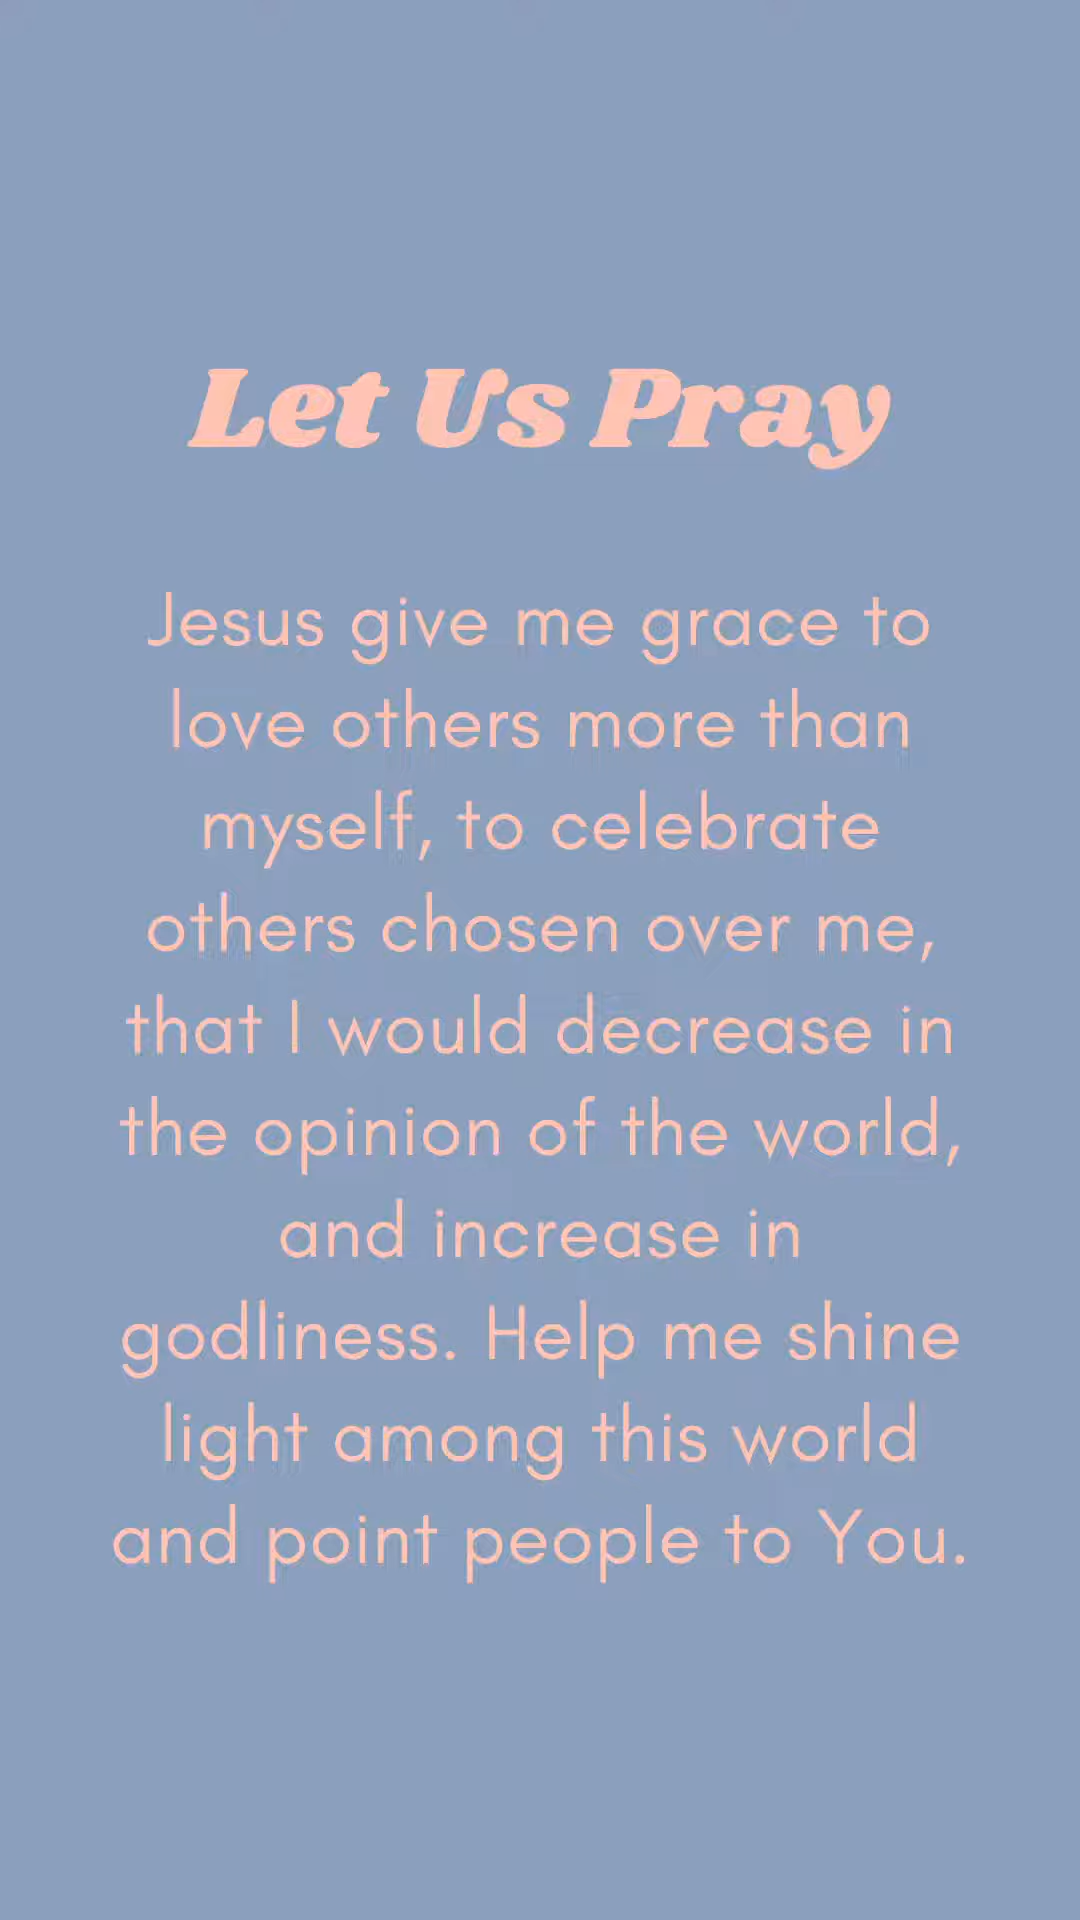 Let Us Pray
Jesus give me grace to
love others more than
myself, to celebrate
others chosen over me,
that I would decrease in
the opinion of the world,
and increase in
godliness. Help me shine
light among this world
and point people to You.